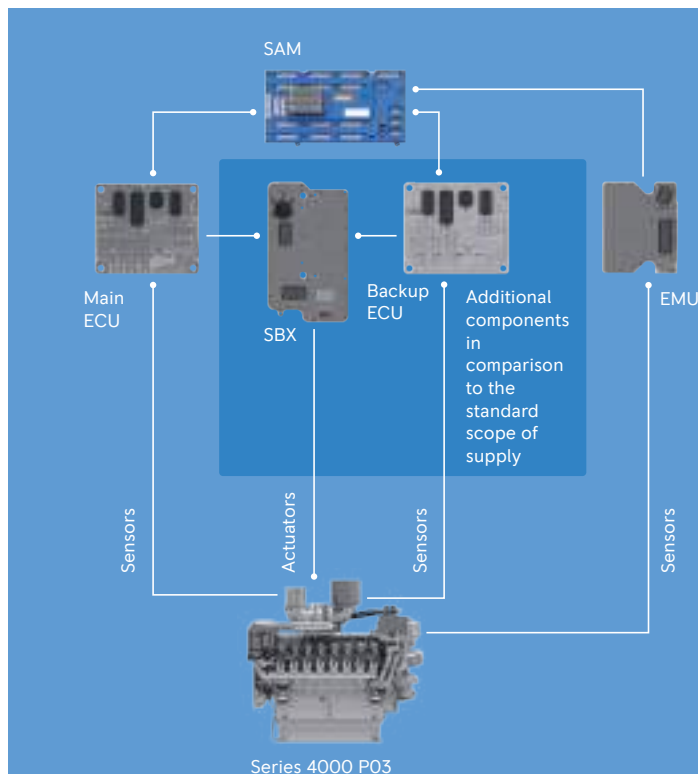 SAM
Main
ECU
SBX
Backup
ECU
Additional
components
in
comparison
to the
standard
scope of
supply
EMU
Sensors
Actuators
Sensors
Sensors
Series 4000 P03